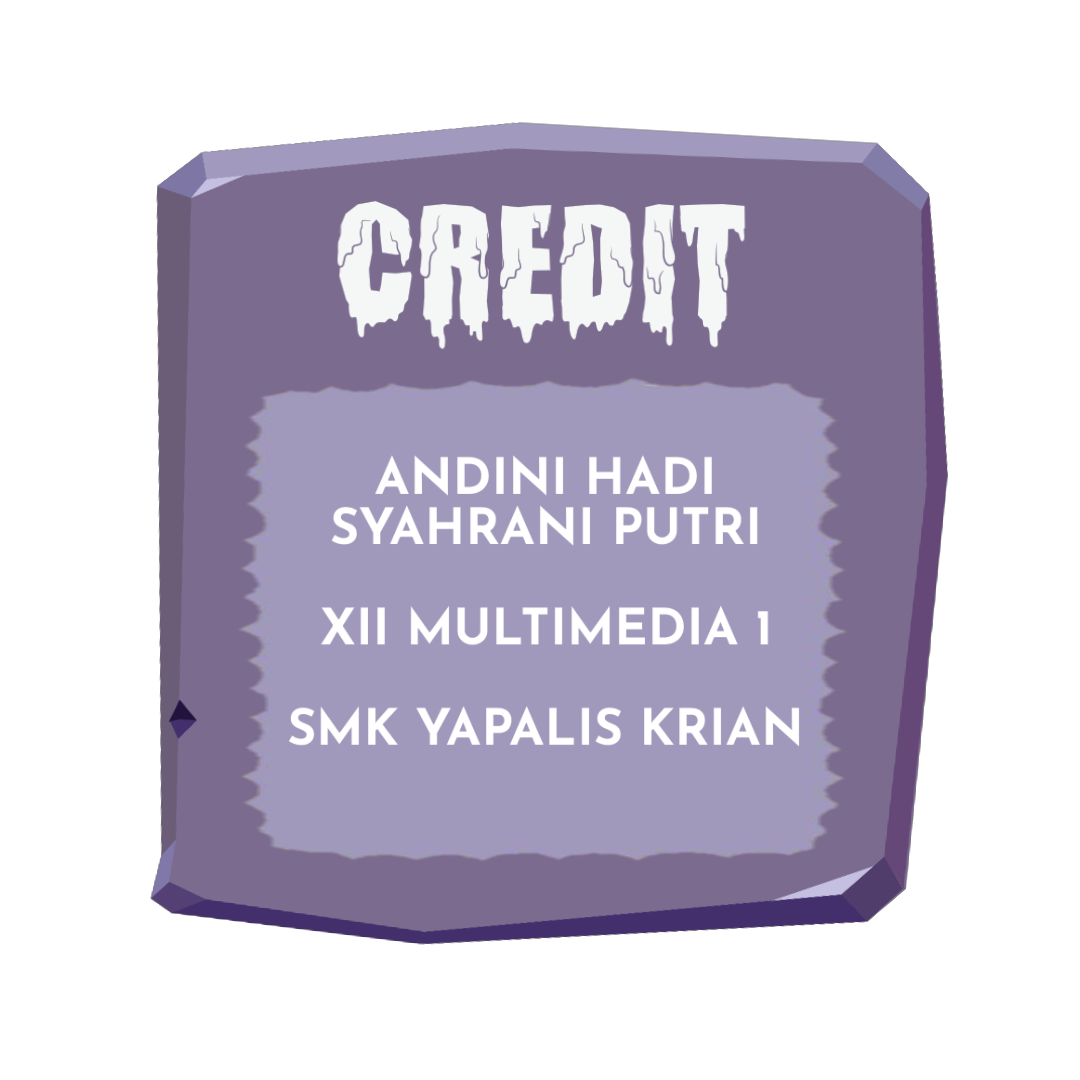 CREDIT
ANDINI HADI
SYAHRANI PUTRI
XII MULTIMEDIA 1
SMK YAPALIS KRIAN